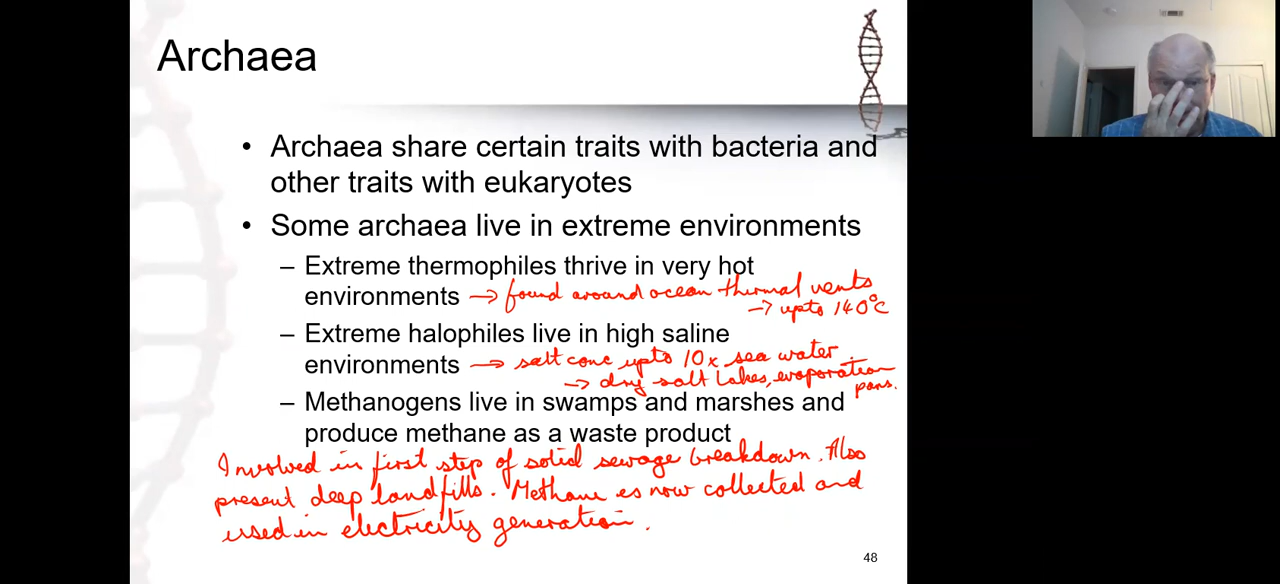 Archaea
• Archaea share certain traits with bacteria and
other traits with eukaryotes
• Some archaea live in extreme environments
– Extreme thermophiles thrive in very hot
environments → found around ocean thermal vents
→ upto 140°C
– Extreme halophiles live in high saline
environments → salt conc upto 10x sea water.
→ dry salt lakes, evaporation
pans.
– Methanogens live in swamps and marshes and
produce methane as a waste product
Involved in first step of solid sewage breakdown. Also
present deep landfills. Methane is now collected and
used in electricity generation.
48